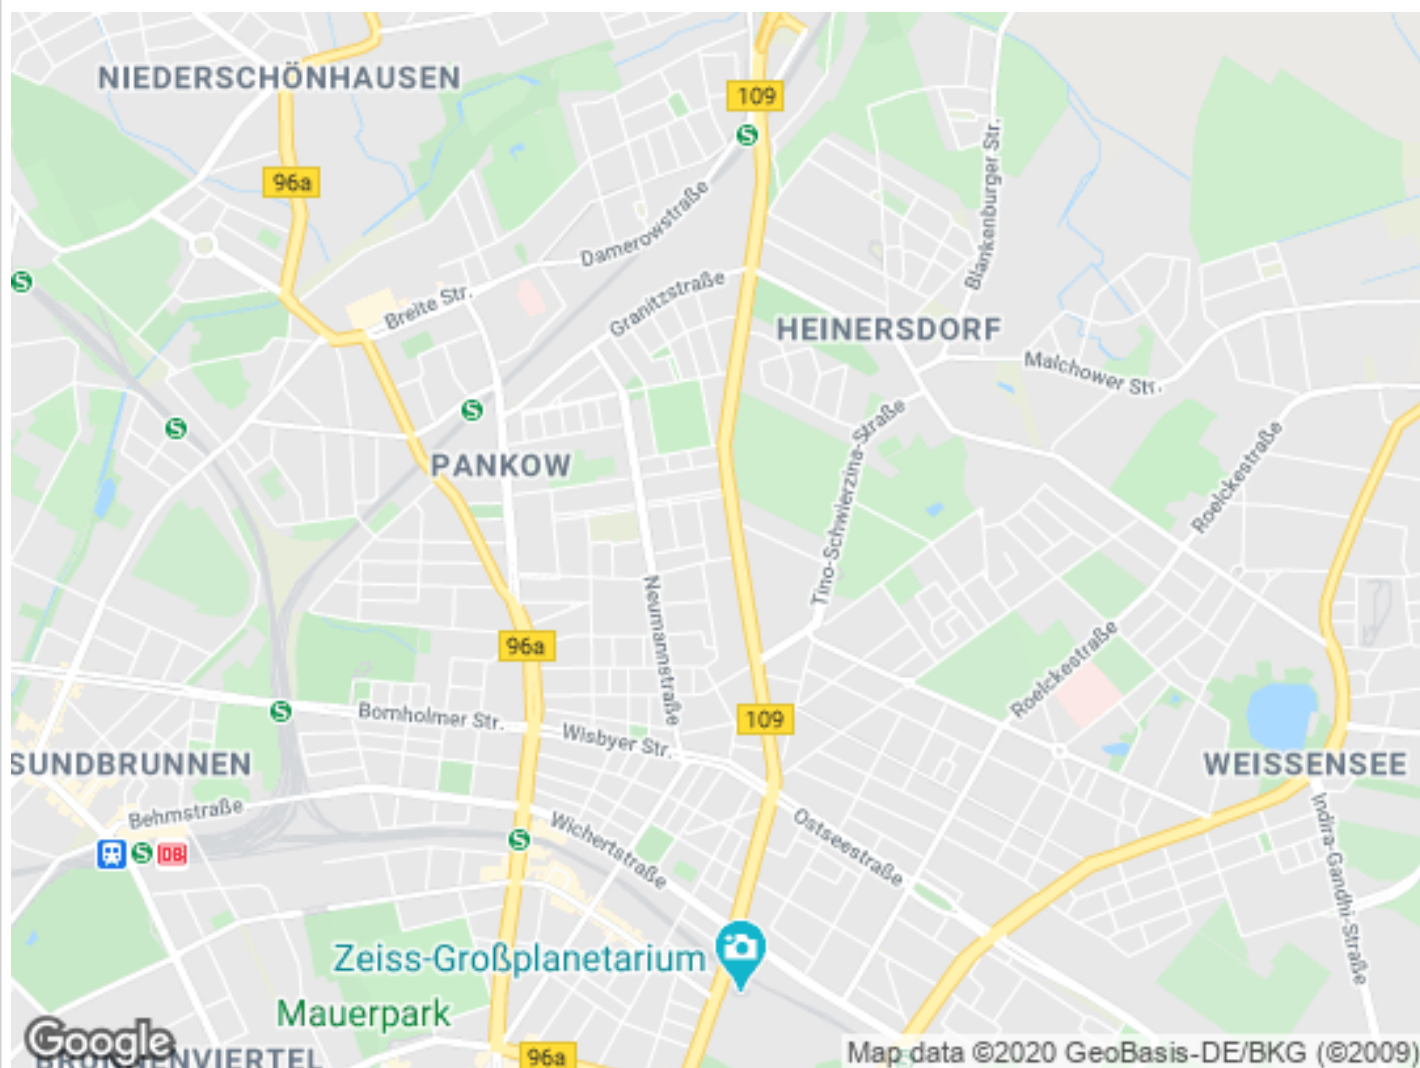 NIEDERSCHÖNHAUSEN
109
S
96a
Damerowstraße
Blankenburger Str.
S
Breite Str.
Granitzstraße
HEINERSDORF
Malchower Str.
S
S
PANKOW
Tino-Schwierzina-Straße
Roelckestraße
Neumannstraße
96a
Roelckestraße
S
Bornholmer Str.
109
Wisbyer Str.
SUNDBRUNNEN
WEISSENSEE
Behmstraße
S
Wichertstraße
Ostseestraße
Indira-Gandhi-Straße
S
DB
Zeiss-Großplanetarium
Mauerpark
Google
BRUNNENVIERTEL
96a
Map data ©2020 GeoBasis-DE/BKG (©2009)